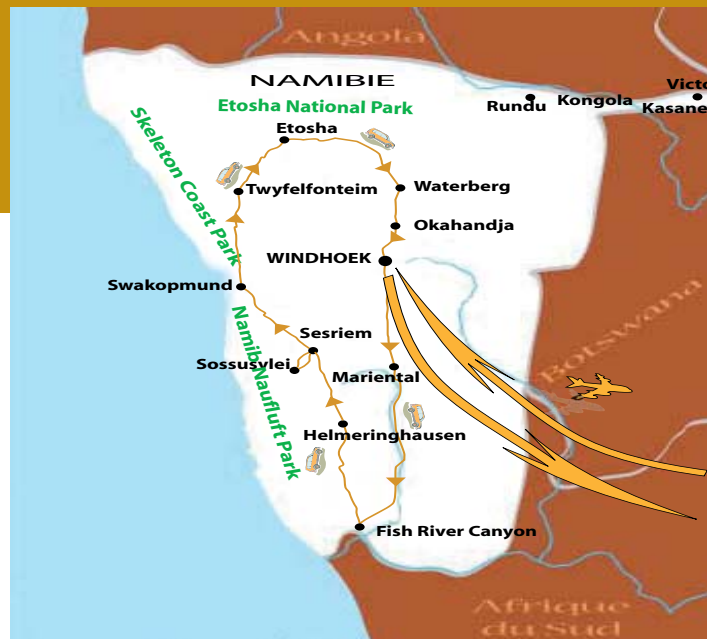 Angola
NAMIBIE
Etosha National Park
Victo
Rundu
Kongola
Kasane
Etosha
Skeleton Coast Park
Twyfelfonteim
Waterberg
Okahandja
WINDHOEK
Swakopmund
Namib Naufluft Park
Sesriem
Sossusvlei
Mariental
Botswana
Helmeringhausen
Fish River Canyon
Afrique
du Sud